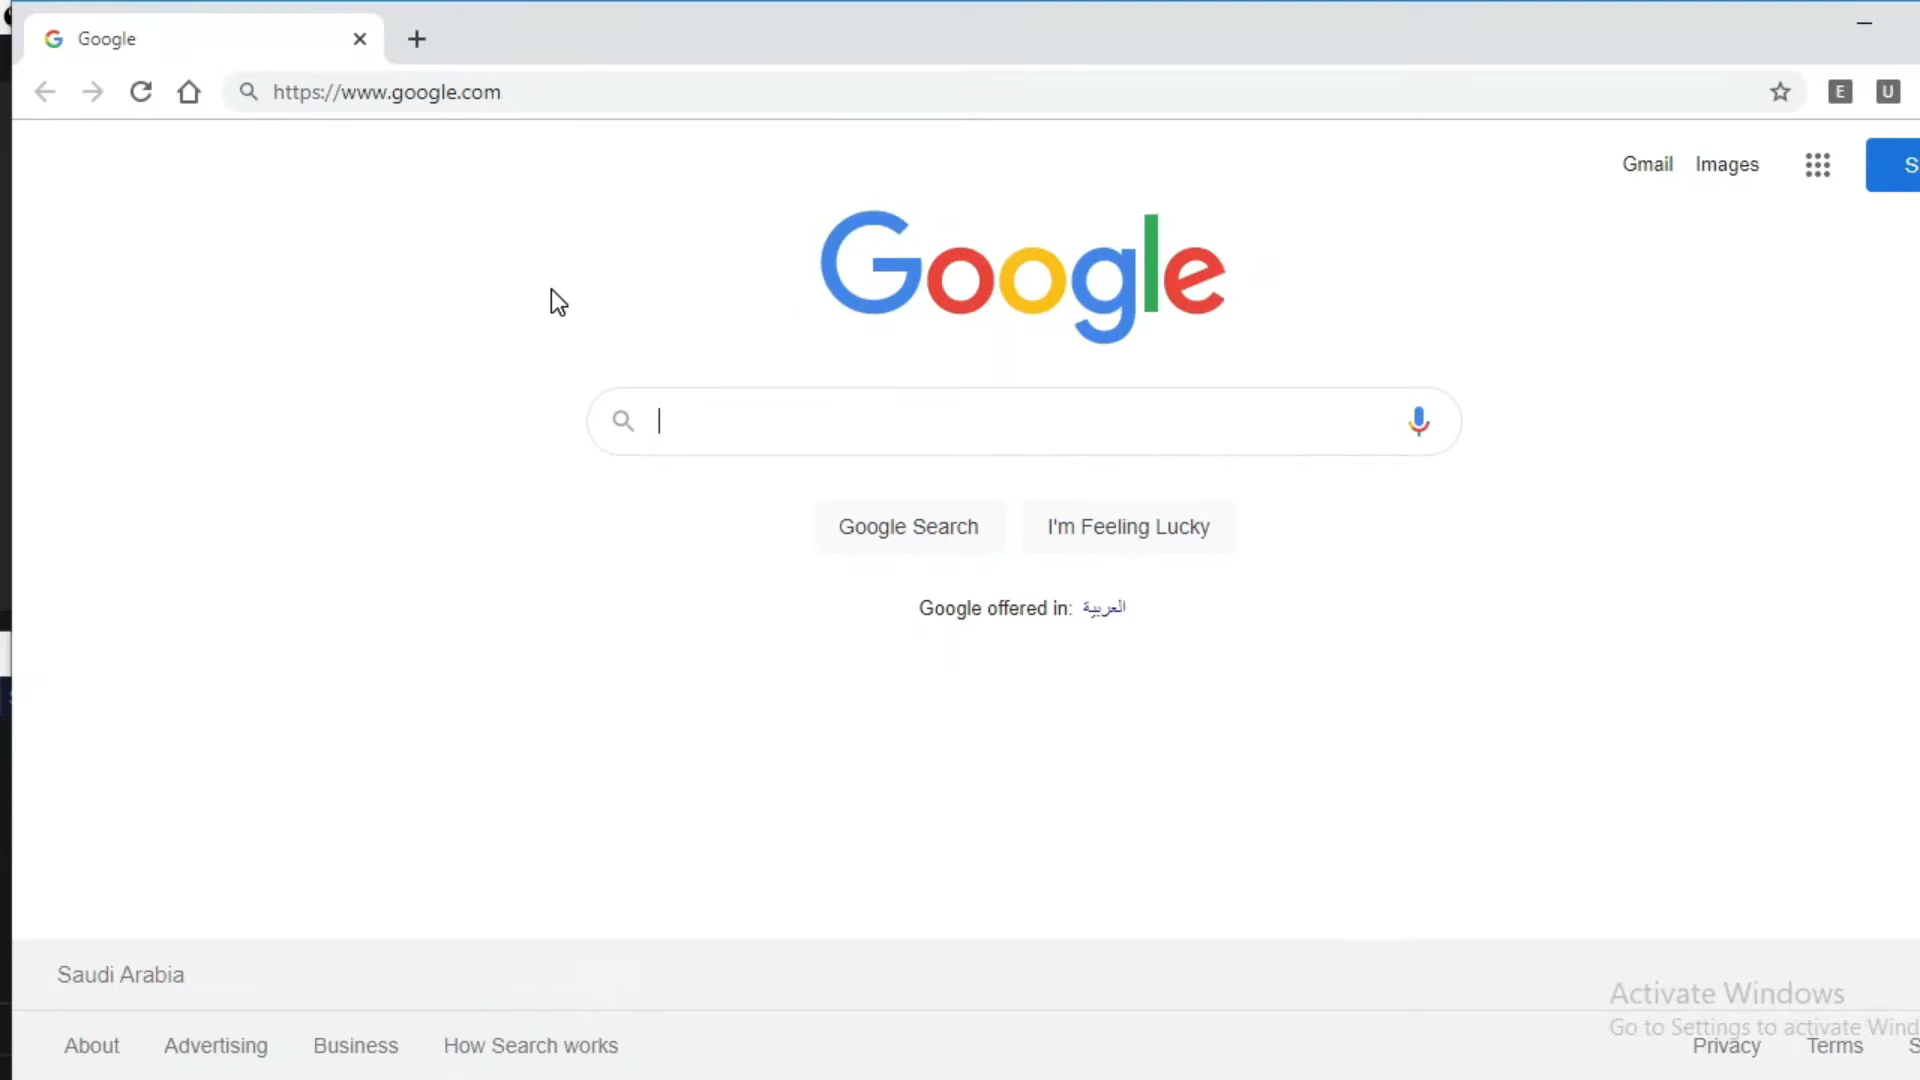 Google
https://www.google.com
E U
Gmail Images
Google
Google Search I'm Feeling Lucky
Google offered in: العربية
Saudi Arabia
Activate Windows
Go to Settings to activate Wind
About Advertising Business How Search works Privacy Terms